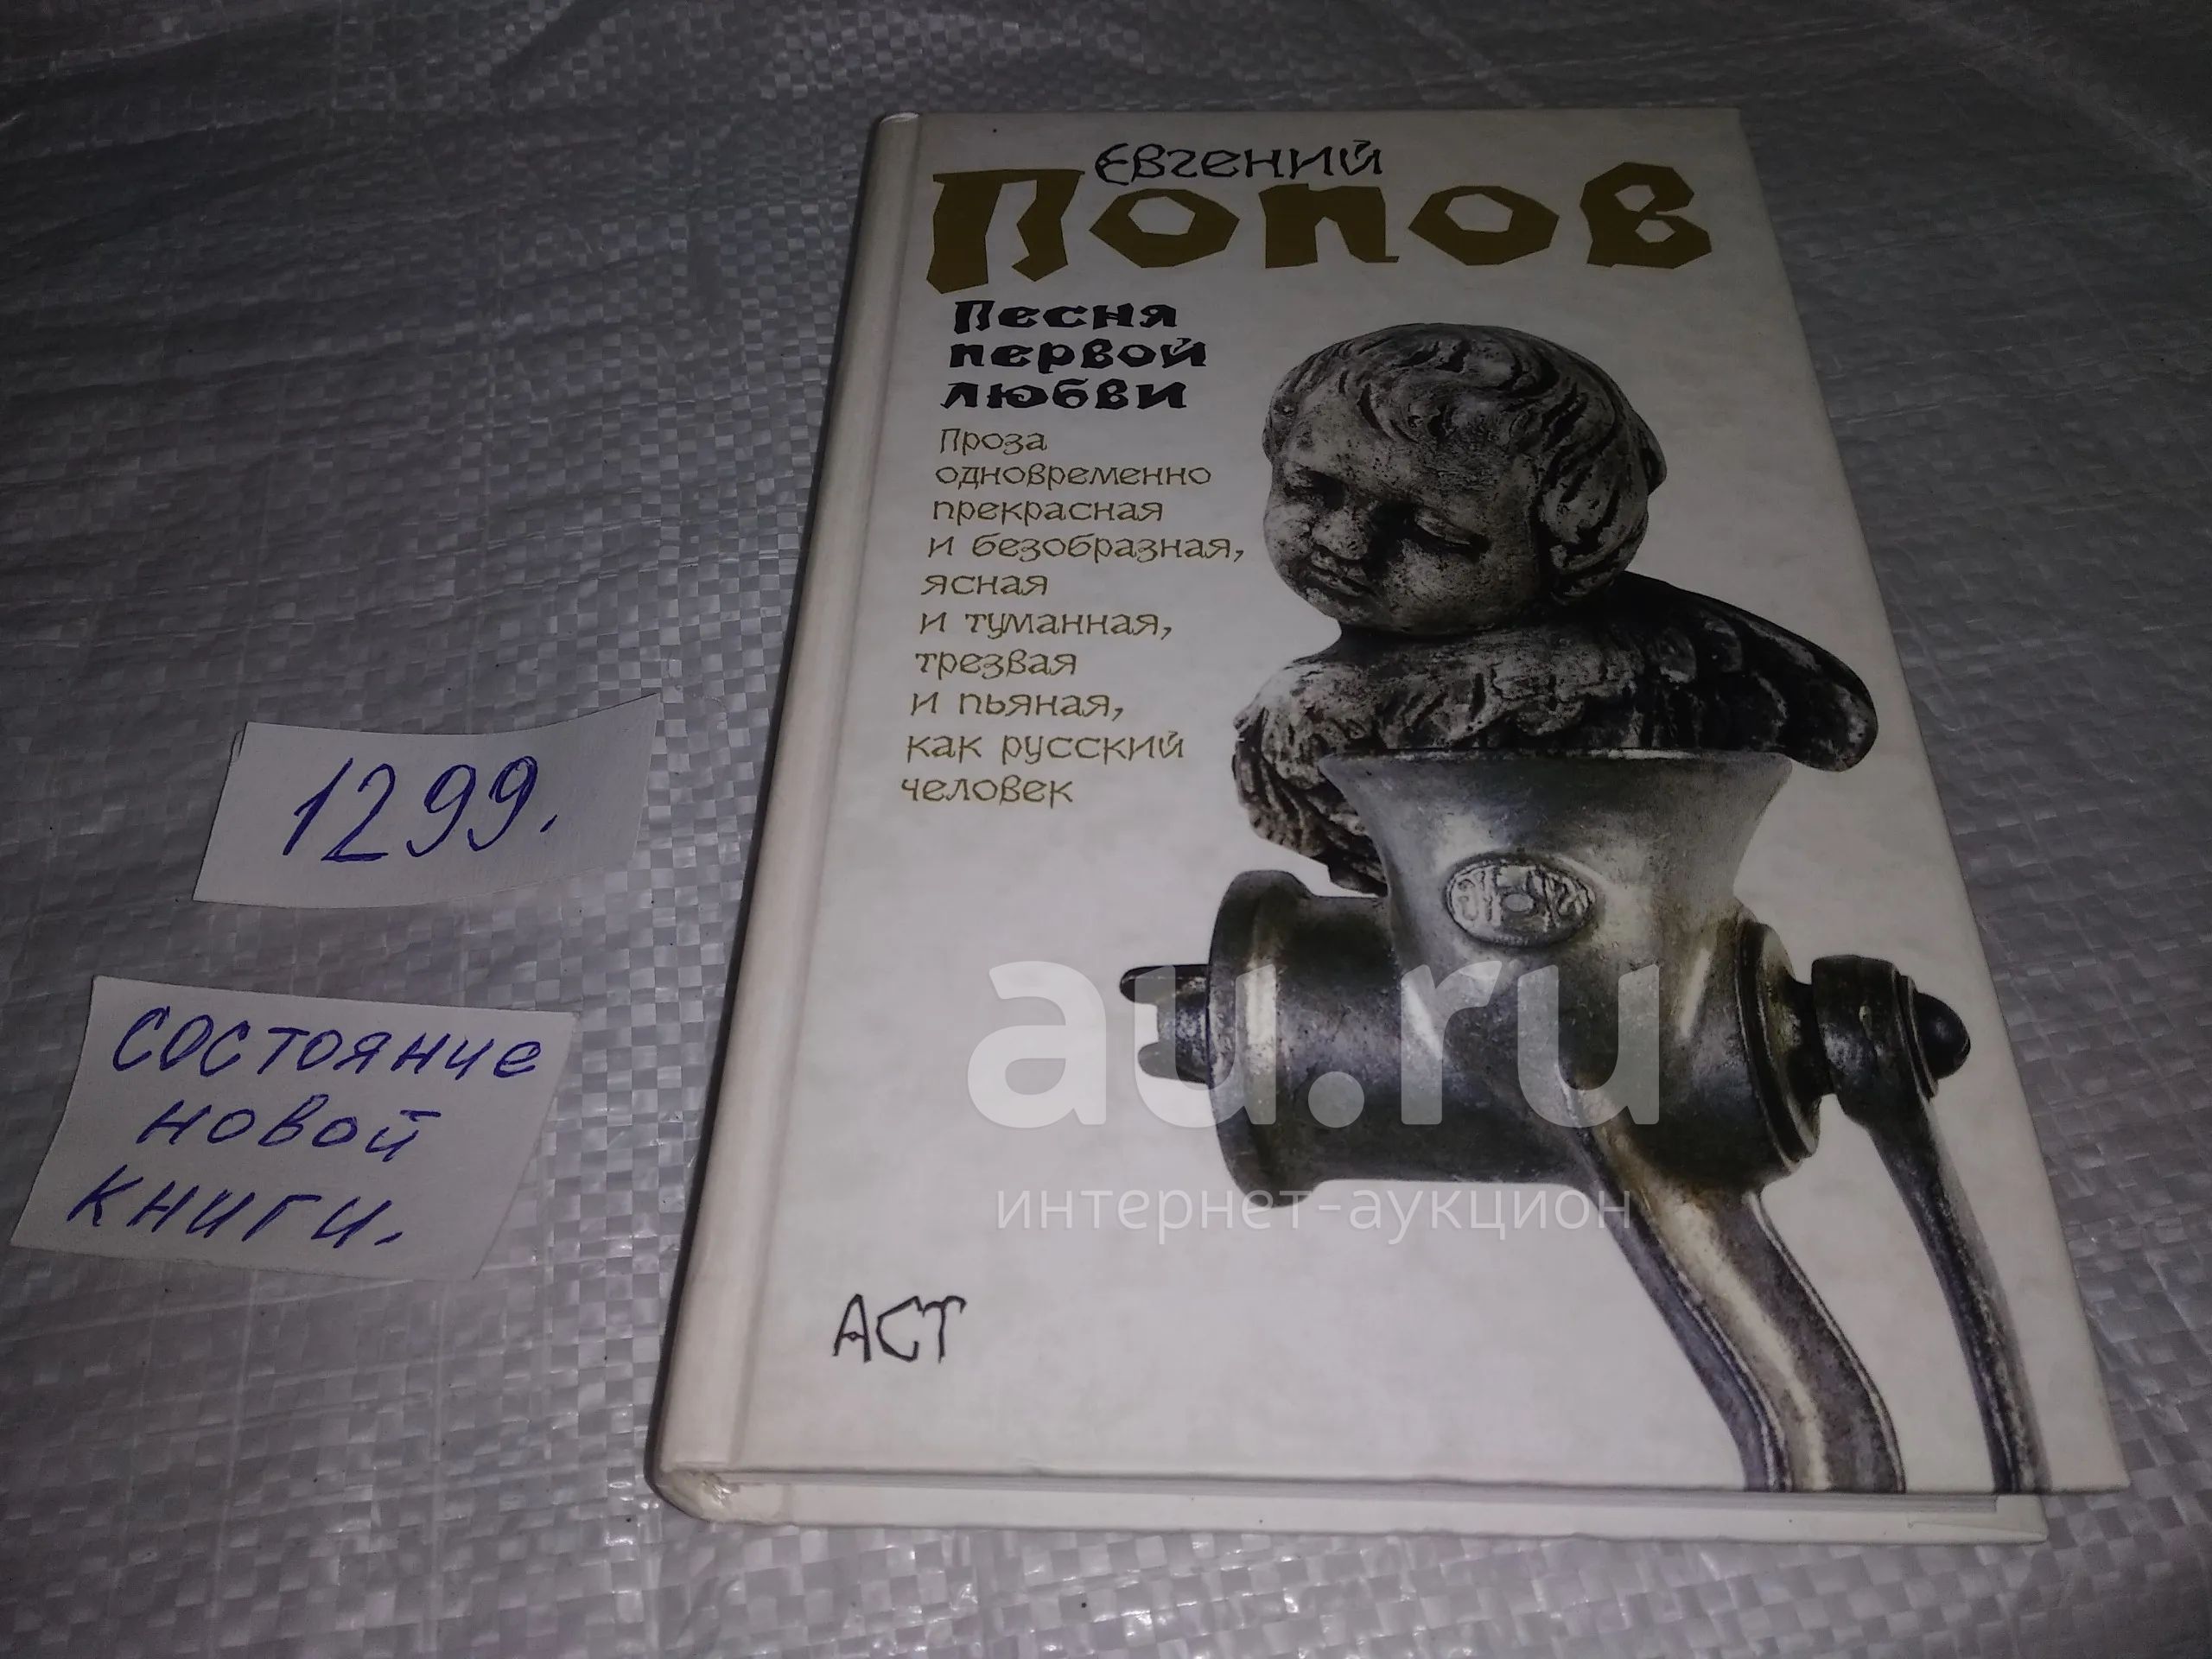 Евгений
Попов
Песня
первой
любви
Проза
одновременно
прекрасная
и безобразная,
ясная
и туманная,
трезвая
и пьяная,
как русский
человек
АСТ
1299.
состояние
новой
книги.
au.ru
интернет-аукцион